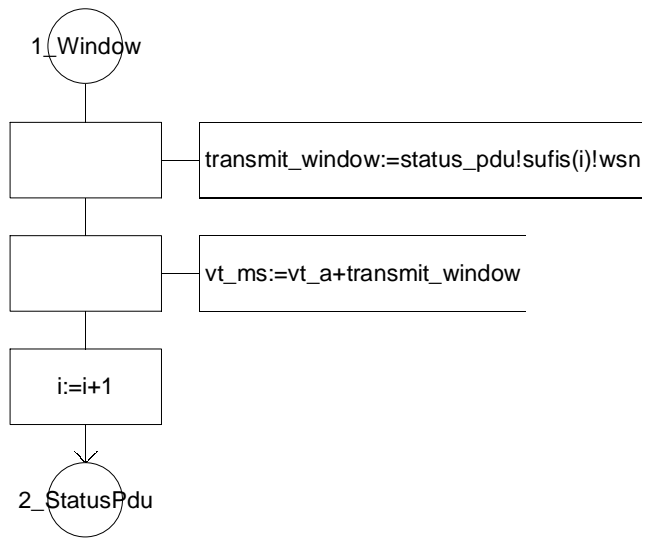 1_Window
transmit_window:=status_pdu!sufis(i)!wsn
vt_ms:=vt_a+transmit_window
i:=i+1
2_StatusPdu